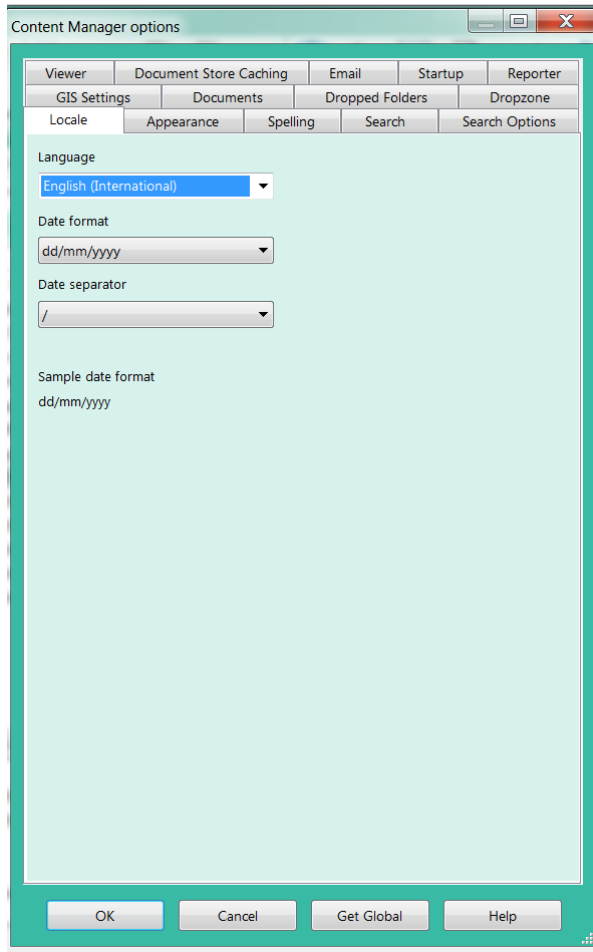 Content Manager options
Viewer Document Store Caching Email Startup Reporter
GIS Settings Documents Dropped Folders Dropzone
Locale Appearance Spelling Search Search Options
Language
English (International)
Date format
dd/mm/yyyy
Date separator
/
Sample date format
dd/mm/yyyy
OK Cancel Get Global Help